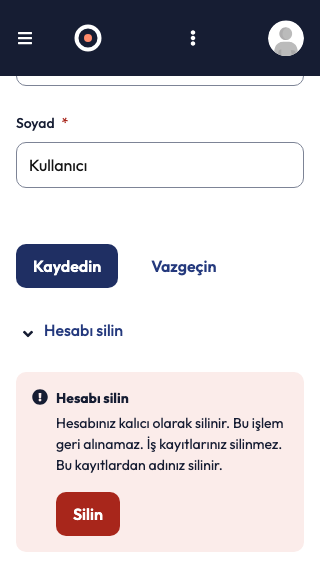 Soyad *
Kullanıcı
Kaydedin
Vazgeçin
Hesabı silin
Hesabı silin
Hesabınız kalıcı olarak silinir. Bu işlem
geri alınamaz. İş kayıtlarınız silinmez.
Bu kayıtlardan adınız silinir.
Silin